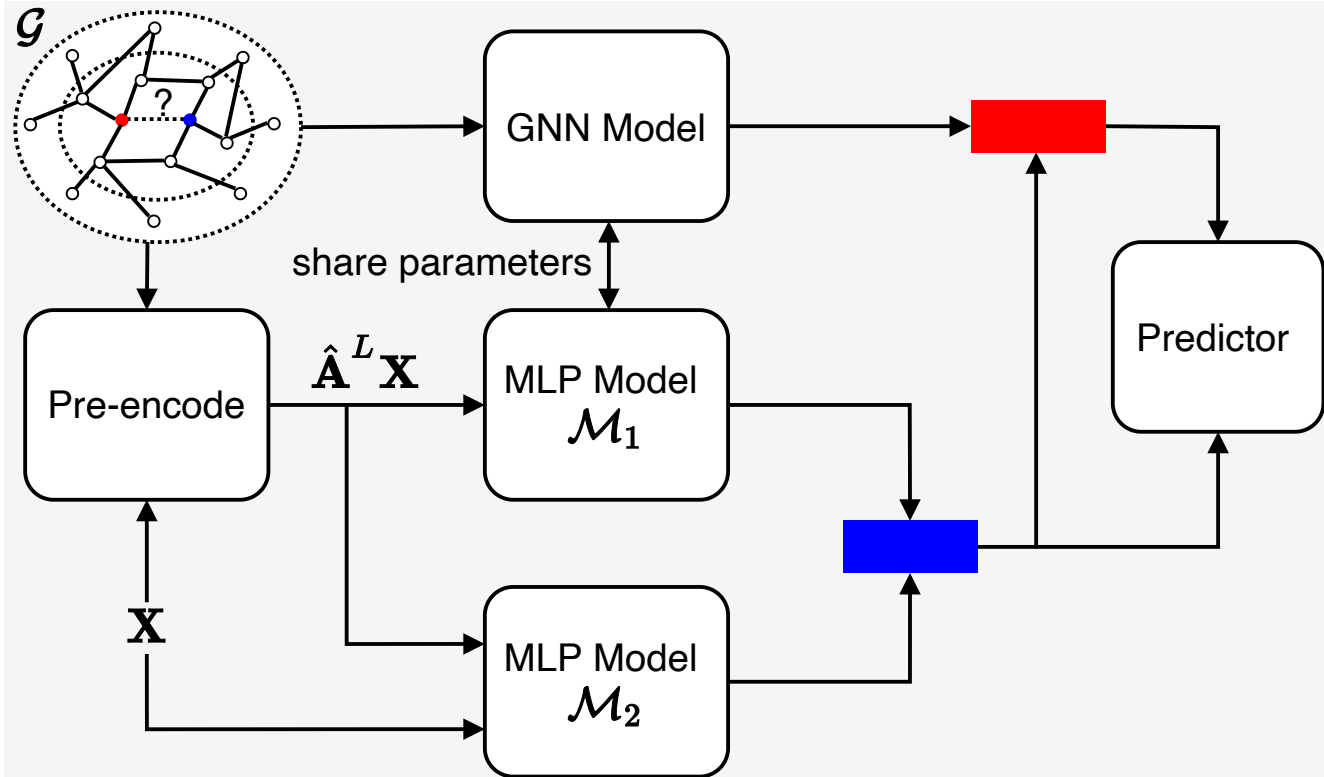 𝒢
?
GNN Model
share parameters
Predictor
Pre-encode
Â^L X
MLP Model
ℳ₁
X
MLP Model
ℳ₂